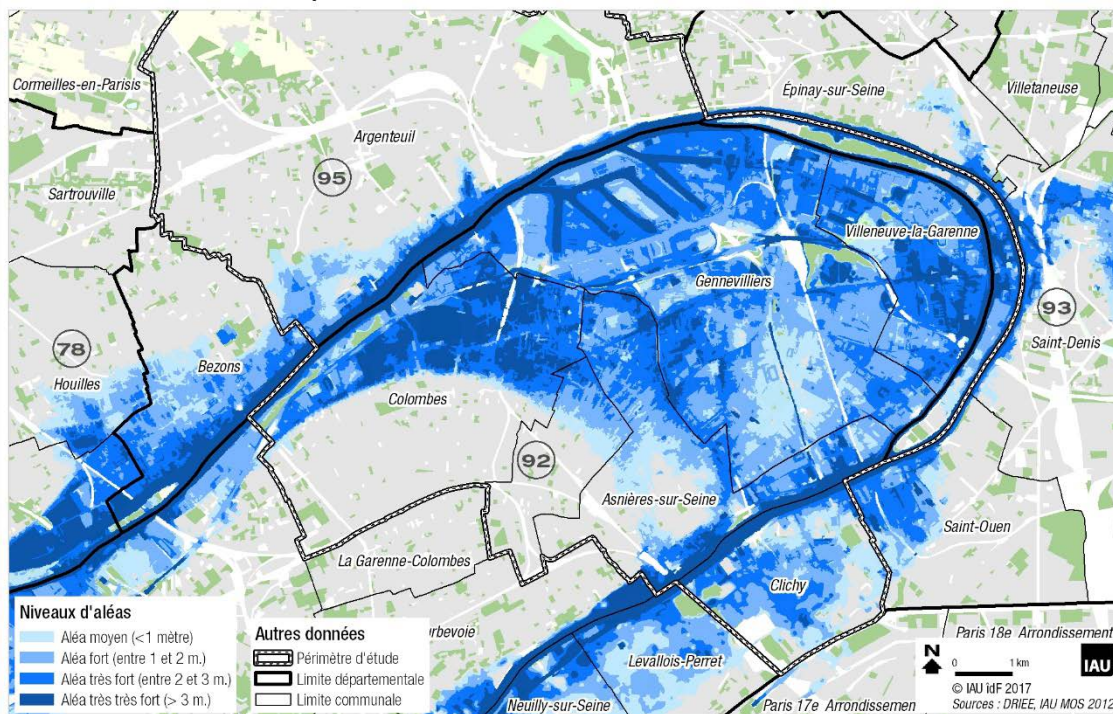 Cormeilles-en-Parisis
Argenteuil
Épinay-sur-Seine
Villetaneuse
Sartrouville
95
Villeneuve-la-Garenne
Gennevilliers
93
Saint-Denis
78
Houilles
Bezons
Colombes
92
Asnières-sur-Seine
Saint-Ouen
La Garenne-Colombes
Clichy
urbevoie
Levallois-Perret
Neuilly-sur-Seine
Paris 17e Arrondissemen
Paris 18e Arrondissement
Niveaux d'aléas
Aléa moyen (<1 mètre)
Aléa fort (entre 1 et 2 m.)
Aléa très fort (entre 2 et 3 m.)
Aléa très très fort (> 3 m.)
Autres données
Périmètre d'étude
Limite départementale
Limite communale
N
0 1 km
IAU
© IAU îdF 2017
Sources : DRIEE, IAU MOS 2012